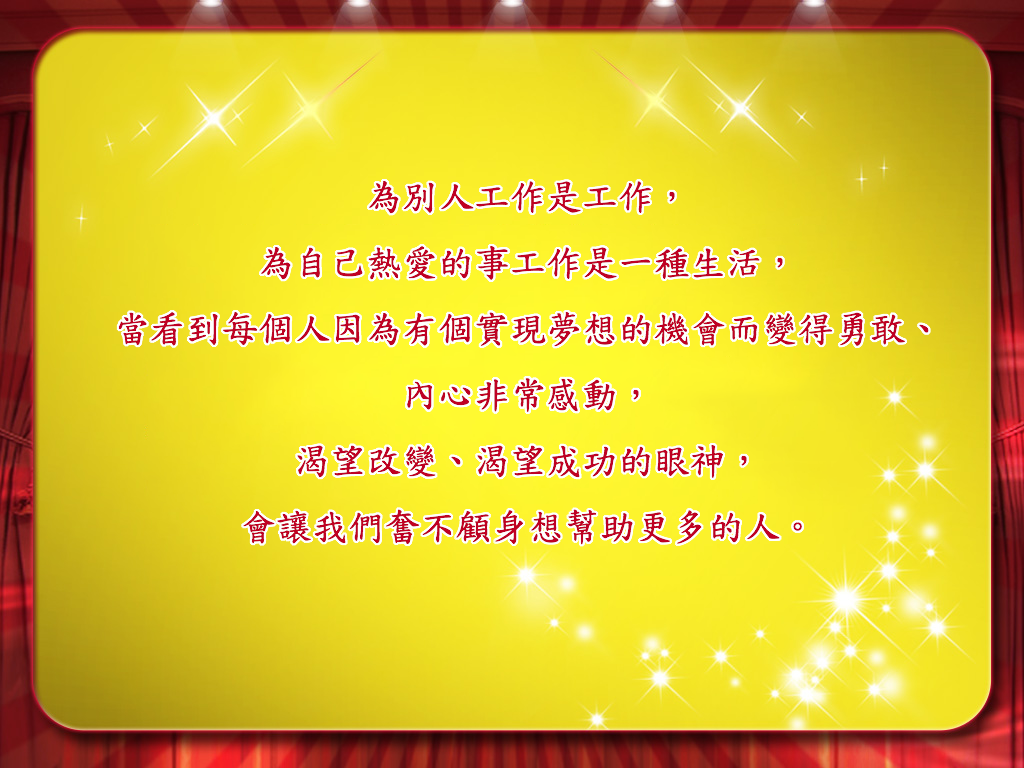 為別人工作是工作，
為自己熱愛的事工作是一種生活，
當看到每個人因為有個實現夢想的機會而變得勇敢、
內心非常感動，
渴望改變、渴望成功的眼神，
會讓我們奮不顧身想幫助更多的人。